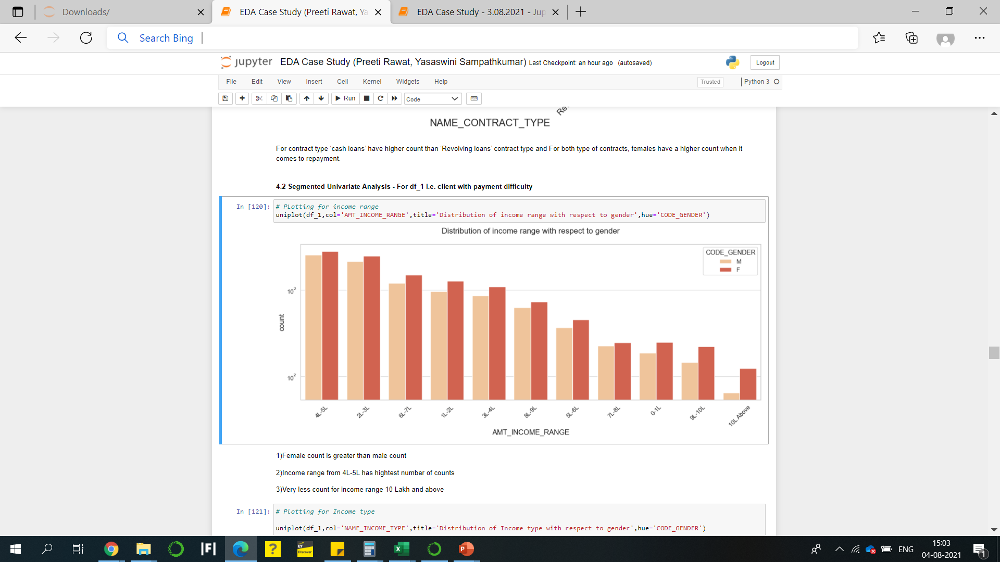 Downloads/
EDA Case Study (Preeti Rawat, Ya
EDA Case Study - 3.08.2021 - Jup
Search Bing
jupyter EDA Case Study (Preeti Rawat, Yasaswini Sampathkumar) Last Checkpoint: an hour ago (autosaved)
Logout
File Edit View Insert Cell Kernel Widgets Help
Trusted Python 3
Run Code
Re
NAME_CONTRACT_TYPE
For contract type ‘cash loans’ have higher count than ‘Revolving loans’ contract type and For both type of contracts, females have a higher count when it
comes to repayment.
4.2 Segmented Univariate Analysis - For df_1 i.e. client with payment difficulty
In [120]: # PLotting for income range
uniplot(df_1,col='AMT_INCOME_RANGE',title='Distribution of income range with respect to gender',hue='CODE_GENDER')
Distribution of income range with respect to gender
CODE_GENDER
M
F
10³
count
10²
4L-5L 2L-3L 6L-7L 1L-2L 3L-4L 8L-9L 5L-6L 7L-8L 0-1L 9L-10L 10L Above
AMT_INCOME_RANGE
1)Female count is greater than male count
2)Income range from 4L-5L has hightest number of counts
3)Very less count for income range 10 Lakh and above
In [121]: # Plotting for Income type
uniplot(df_1,col='NAME_INCOME_TYPE',title='Distribution of Income type with respect to gender',hue='CODE_GENDER')
|F|
?
EY
Discover
X
P
ENG
15:03
04-08-2021
1